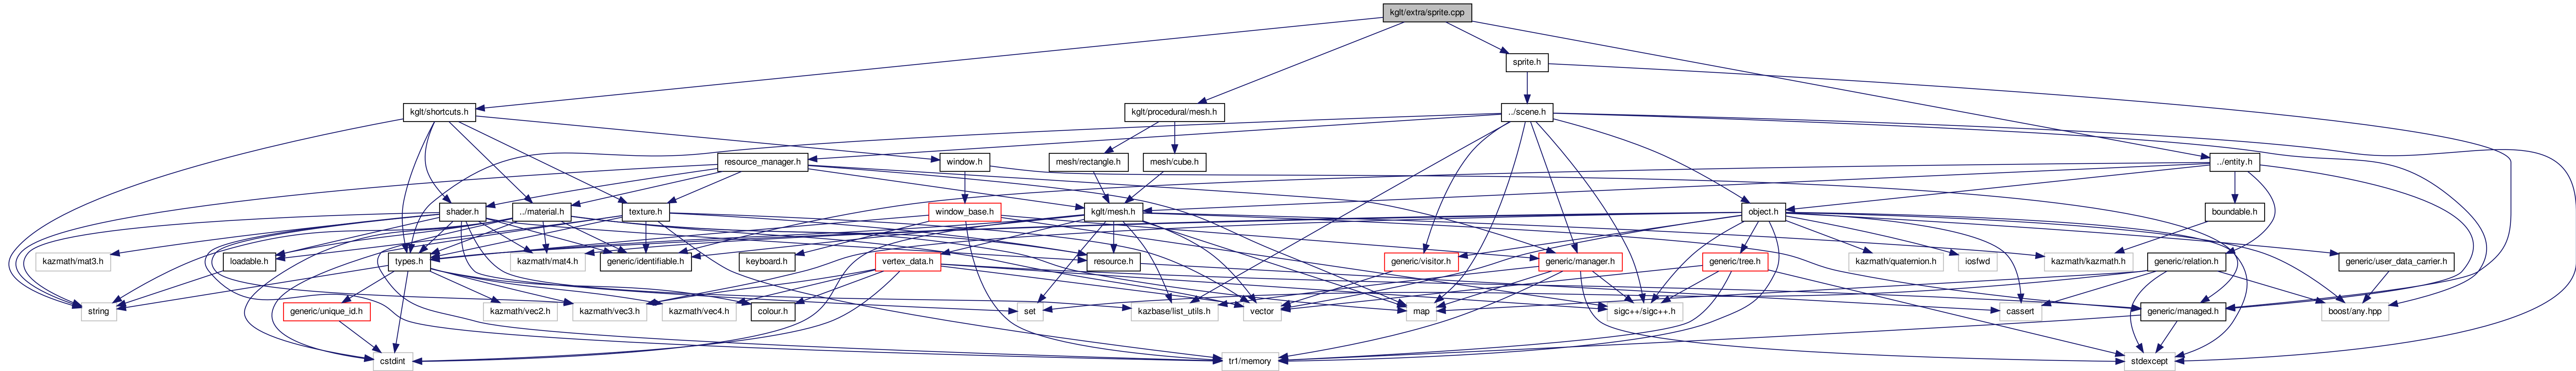 kglt/extra/sprite.cpp
sprite.h
kglt/shortcuts.h
kglt/procedural/mesh.h
../scene.h
resource_manager.h
window.h
mesh/rectangle.h
mesh/cube.h
../entity.h
shader.h
../material.h
texture.h
window_base.h
kglt/mesh.h
object.h
boundable.h
kazmath/mat3.h
loadable.h
types.h
kazmath/mat4.h
generic/identifiable.h
keyboard.h
vertex_data.h
resource.h
generic/visitor.h
generic/manager.h
generic/tree.h
kazmath/quaternion.h
iosfwd
kazmath/kazmath.h
generic/relation.h
generic/user_data_carrier.h
string
generic/unique_id.h
kazmath/vec2.h
kazmath/vec3.h
kazmath/vec4.h
colour.h
set
kazbase/list_utils.h
vector
map
sigc++/sigc++.h
cassert
generic/managed.h
boost/any.hpp
cstdint
tr1/memory
stdexcept